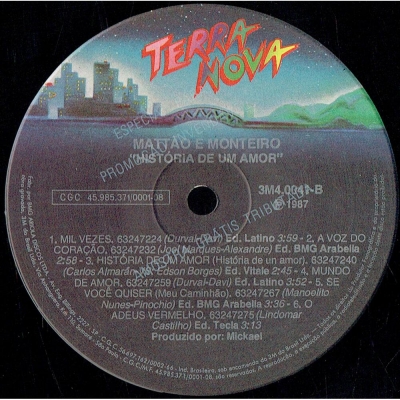 TERRA
NOVA
MATTÃO E MONTEIRO
"HISTÓRIA DE UM AMOR"
CGC 45.985.371/0001-08
3M4.0041-B
1987
1. MIL VEZES. 63247224 (Durval-Davi) Ed. Latino 3:59 - 2. A VOZ DO
CORAÇÃO. 63247232 (Joel Marques-Alexandre) Ed. BMG Arabella
2:58 - 3. HISTÓRIA DE UM AMOR (História de un amor). 63247240
(Carlos Almarán-Vrs. Edson Borges) Ed. Vitale 2:45 - 4. MUNDO
DE AMOR. 63247259 (Durval-Davi) Ed. Latino 3:52 - 5. SE
VOCÊ QUISER (Meu Caminhão). 63247267 (Manoelito
Nunes-Pinochio) Ed. BMG Arabella 3:36 - 6. O
ADEUS VERMELHO. 63247275 (Lindomar
Castilho) Ed. Tecla 3:13
Produzido por: Mickael